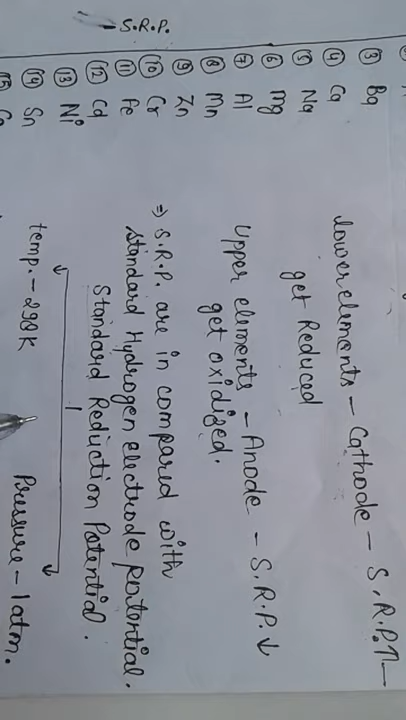 - S.R.P.
③ Ba
④ Ca
⑤ Na
⑥ Mg
⑦ Al
⑧ Mn
⑨ Zn
⑩ Cr
⑪ Fe
⑫ Cd
⑬ Ni
⑭ Sn
⑮
lower elements - Cathode - S.R.P.↑
get Reduced
Upper elements - Anode - S.R.P.↓
get oxidized.
⇒ S.R.P. are in compared with
standard Hydrogen electrode potential.
Standard Reduction Potential.
temp. - 298K Pressure - 1 atm.